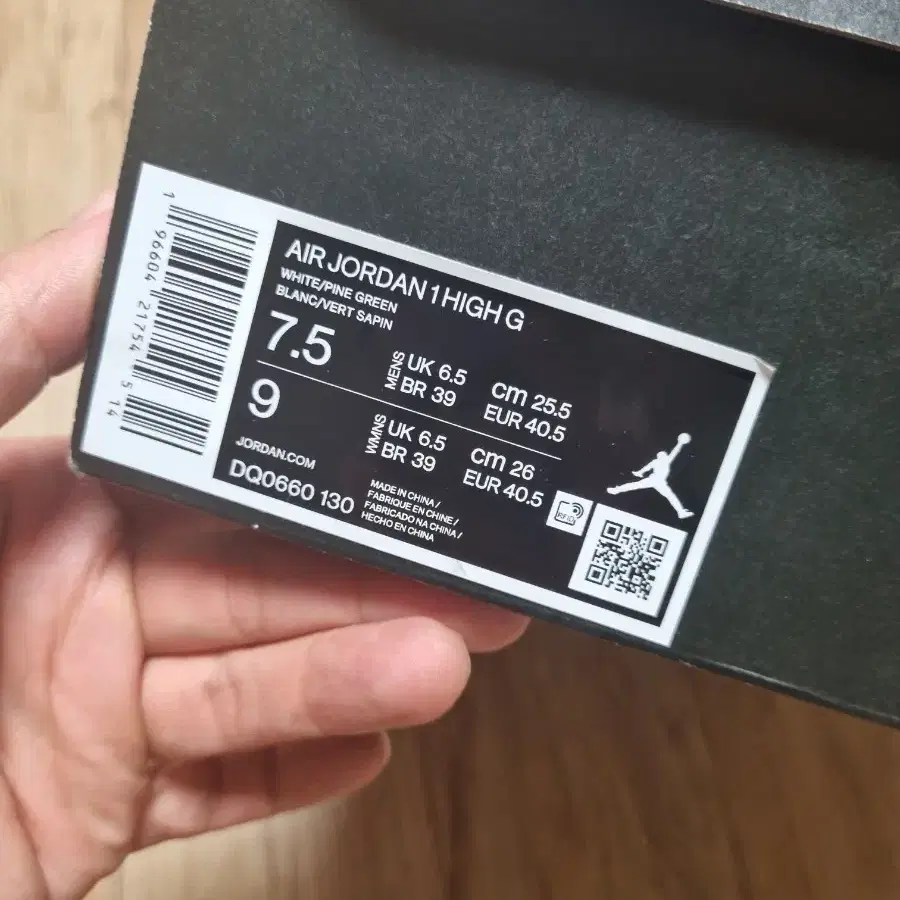 AIR JORDAN 1 HIGH G
WHITE/PINE GREEN
BLANC/VERT SAPIN
7.5
MENS
UK 6.5
BR 39
cm 25.5
EUR 40.5
9
WMNS
UK 6.5
BR 39
cm 26
EUR 40.5
JORDAN.COM
DQ0660 130
MADE IN CHINA /
FABRIQUE EN CHINE /
FABRICADO NA CHINA /
HECHO EN CHINA
1 96604 21754 5 14